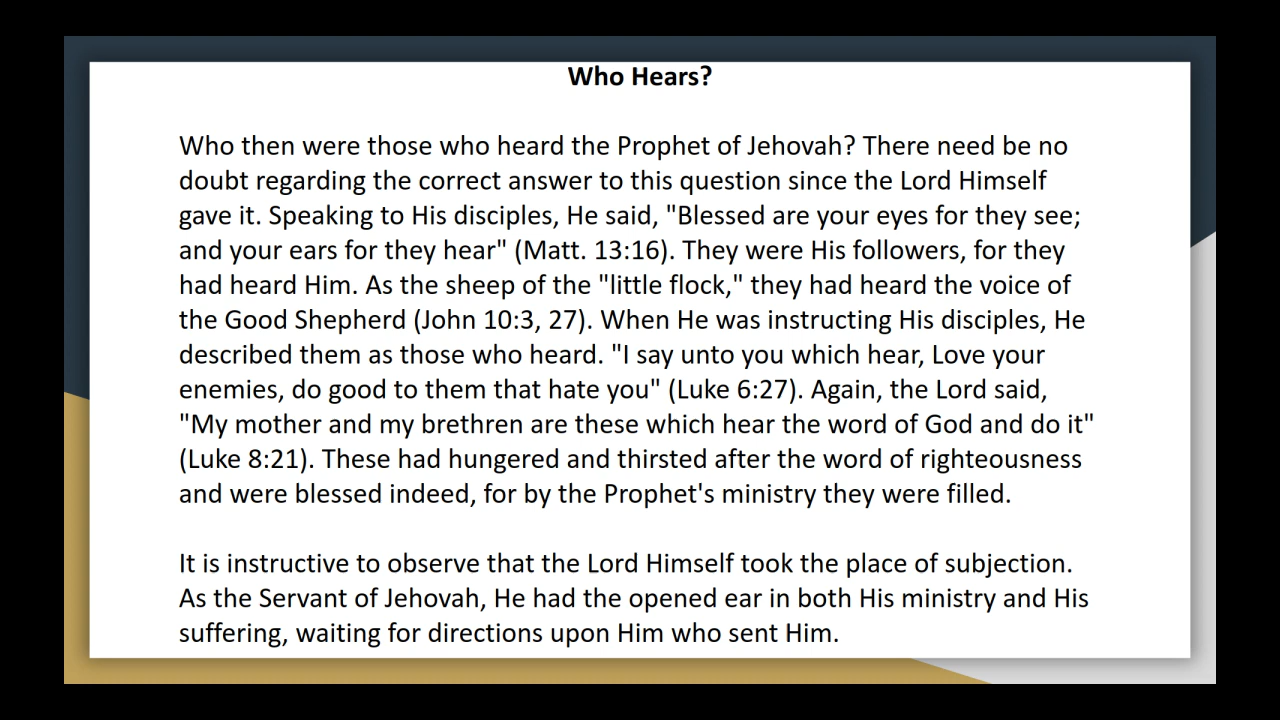 Who Hears?
Who then were those who heard the Prophet of Jehovah? There need be no
doubt regarding the correct answer to this question since the Lord Himself
gave it. Speaking to His disciples, He said, "Blessed are your eyes for they see;
and your ears for they hear" (Matt. 13:16). They were His followers, for they
had heard Him. As the sheep of the "little flock," they had heard the voice of
the Good Shepherd (John 10:3, 27). When He was instructing His disciples, He
described them as those who heard. "I say unto you which hear, Love your
enemies, do good to them that hate you" (Luke 6:27). Again, the Lord said,
"My mother and my brethren are these which hear the word of God and do it"
(Luke 8:21). These had hungered and thirsted after the word of righteousness
and were blessed indeed, for by the Prophet's ministry they were filled.
It is instructive to observe that the Lord Himself took the place of subjection.
As the Servant of Jehovah, He had the opened ear in both His ministry and His
suffering, waiting for directions upon Him who sent Him.